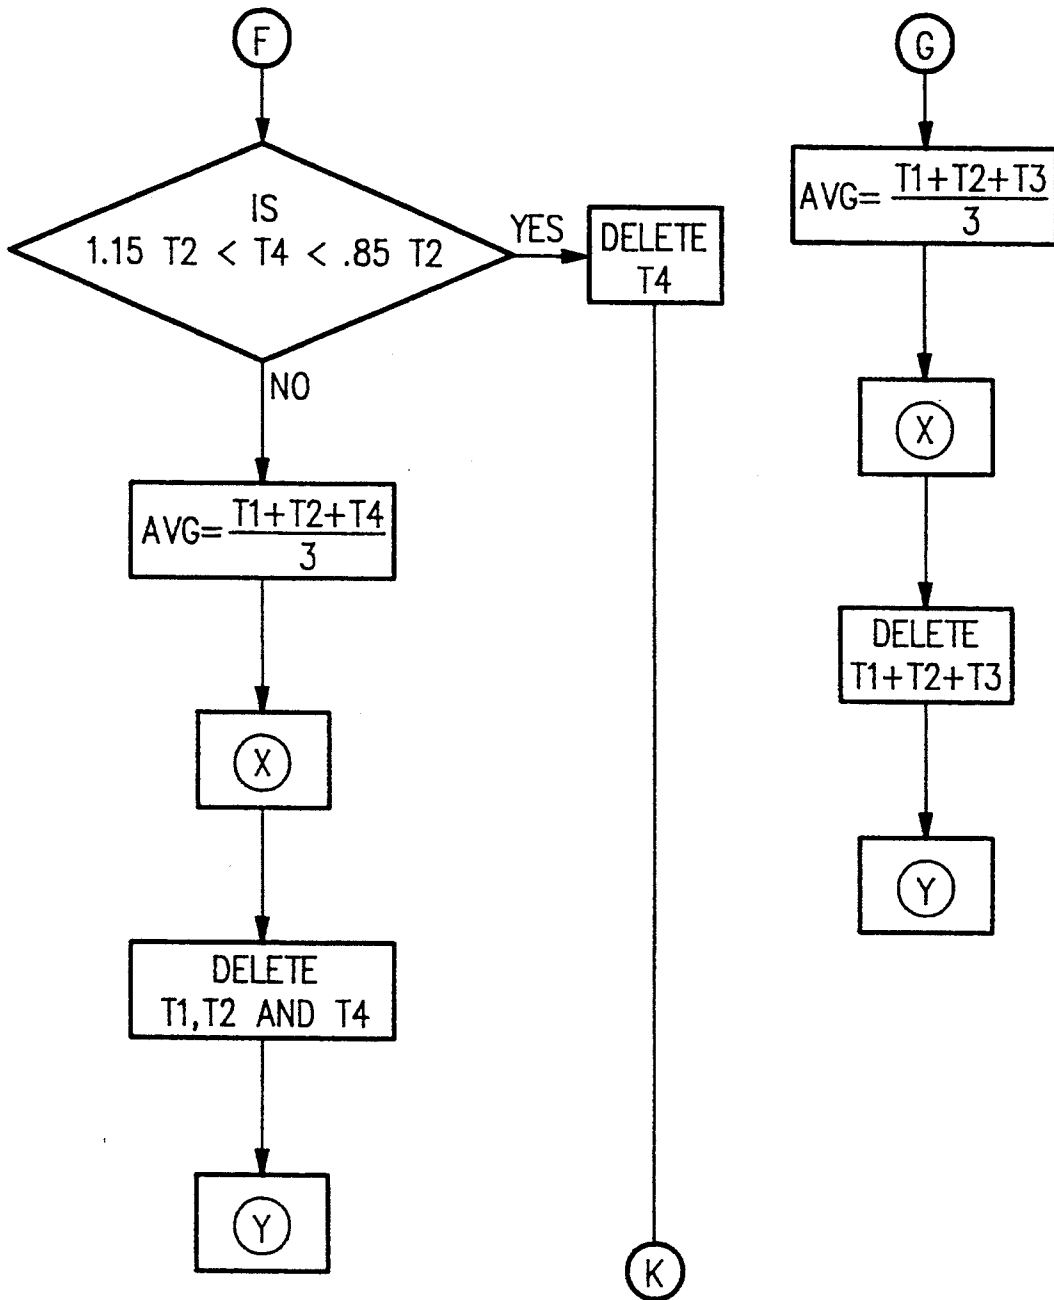 F
IS
1.15 T2 < T4 < .85 T2
YES
DELETE
T4
NO
AVG= T1+T2+T4
3
X
DELETE
T1,T2 AND T4
Y
K
G
AVG= T1+T2+T3
3
X
DELETE
T1+T2+T3
Y